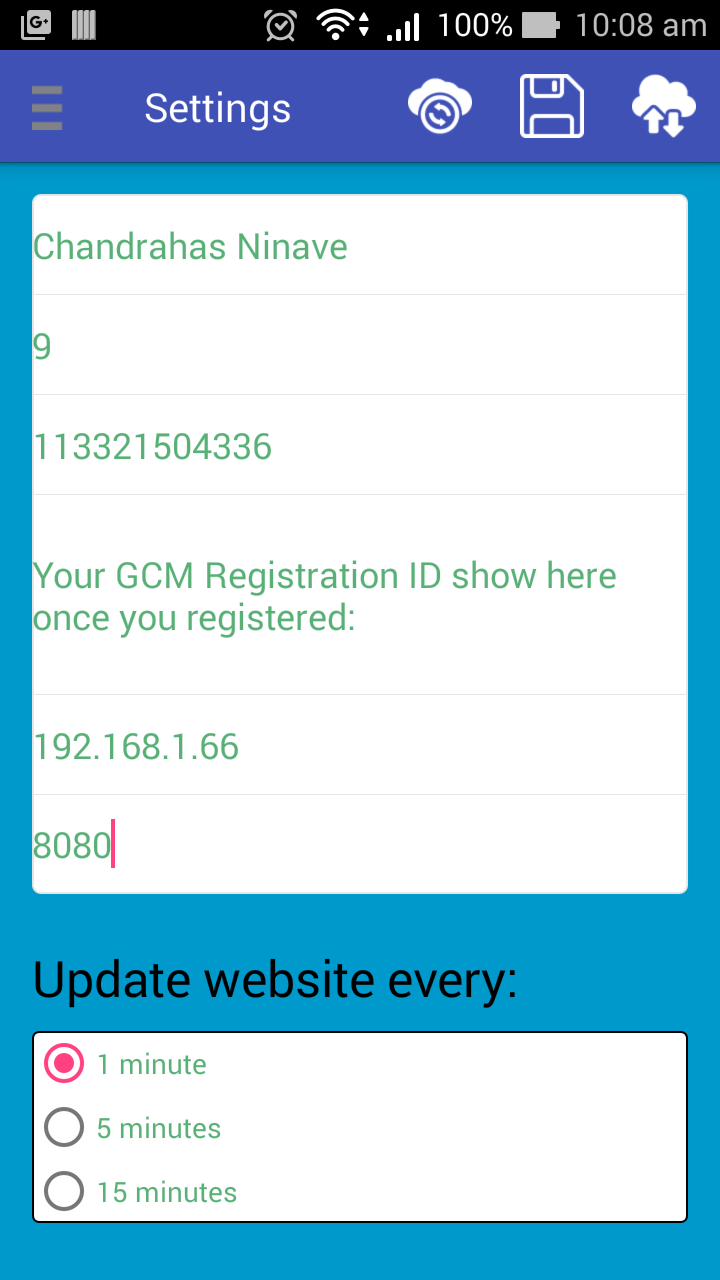 G+ 100% 10:08 am
Settings
Chandrahas Ninave
9
113321504336
Your GCM Registration ID show here
once you registered:
192.168.1.66
8080
Update website every:
1 minute
5 minutes
15 minutes